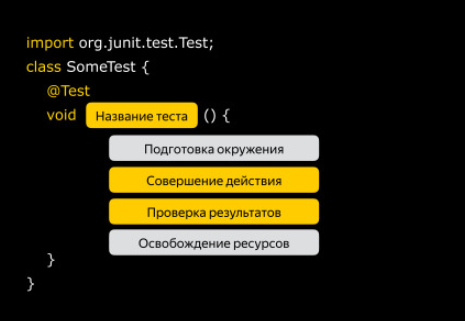 import org.junit.test.Test;
class SomeTest {
@Test
void Название теста () {
Подготовка окружения
Совершение действия
Проверка результатов
Освобождение ресурсов
}
}